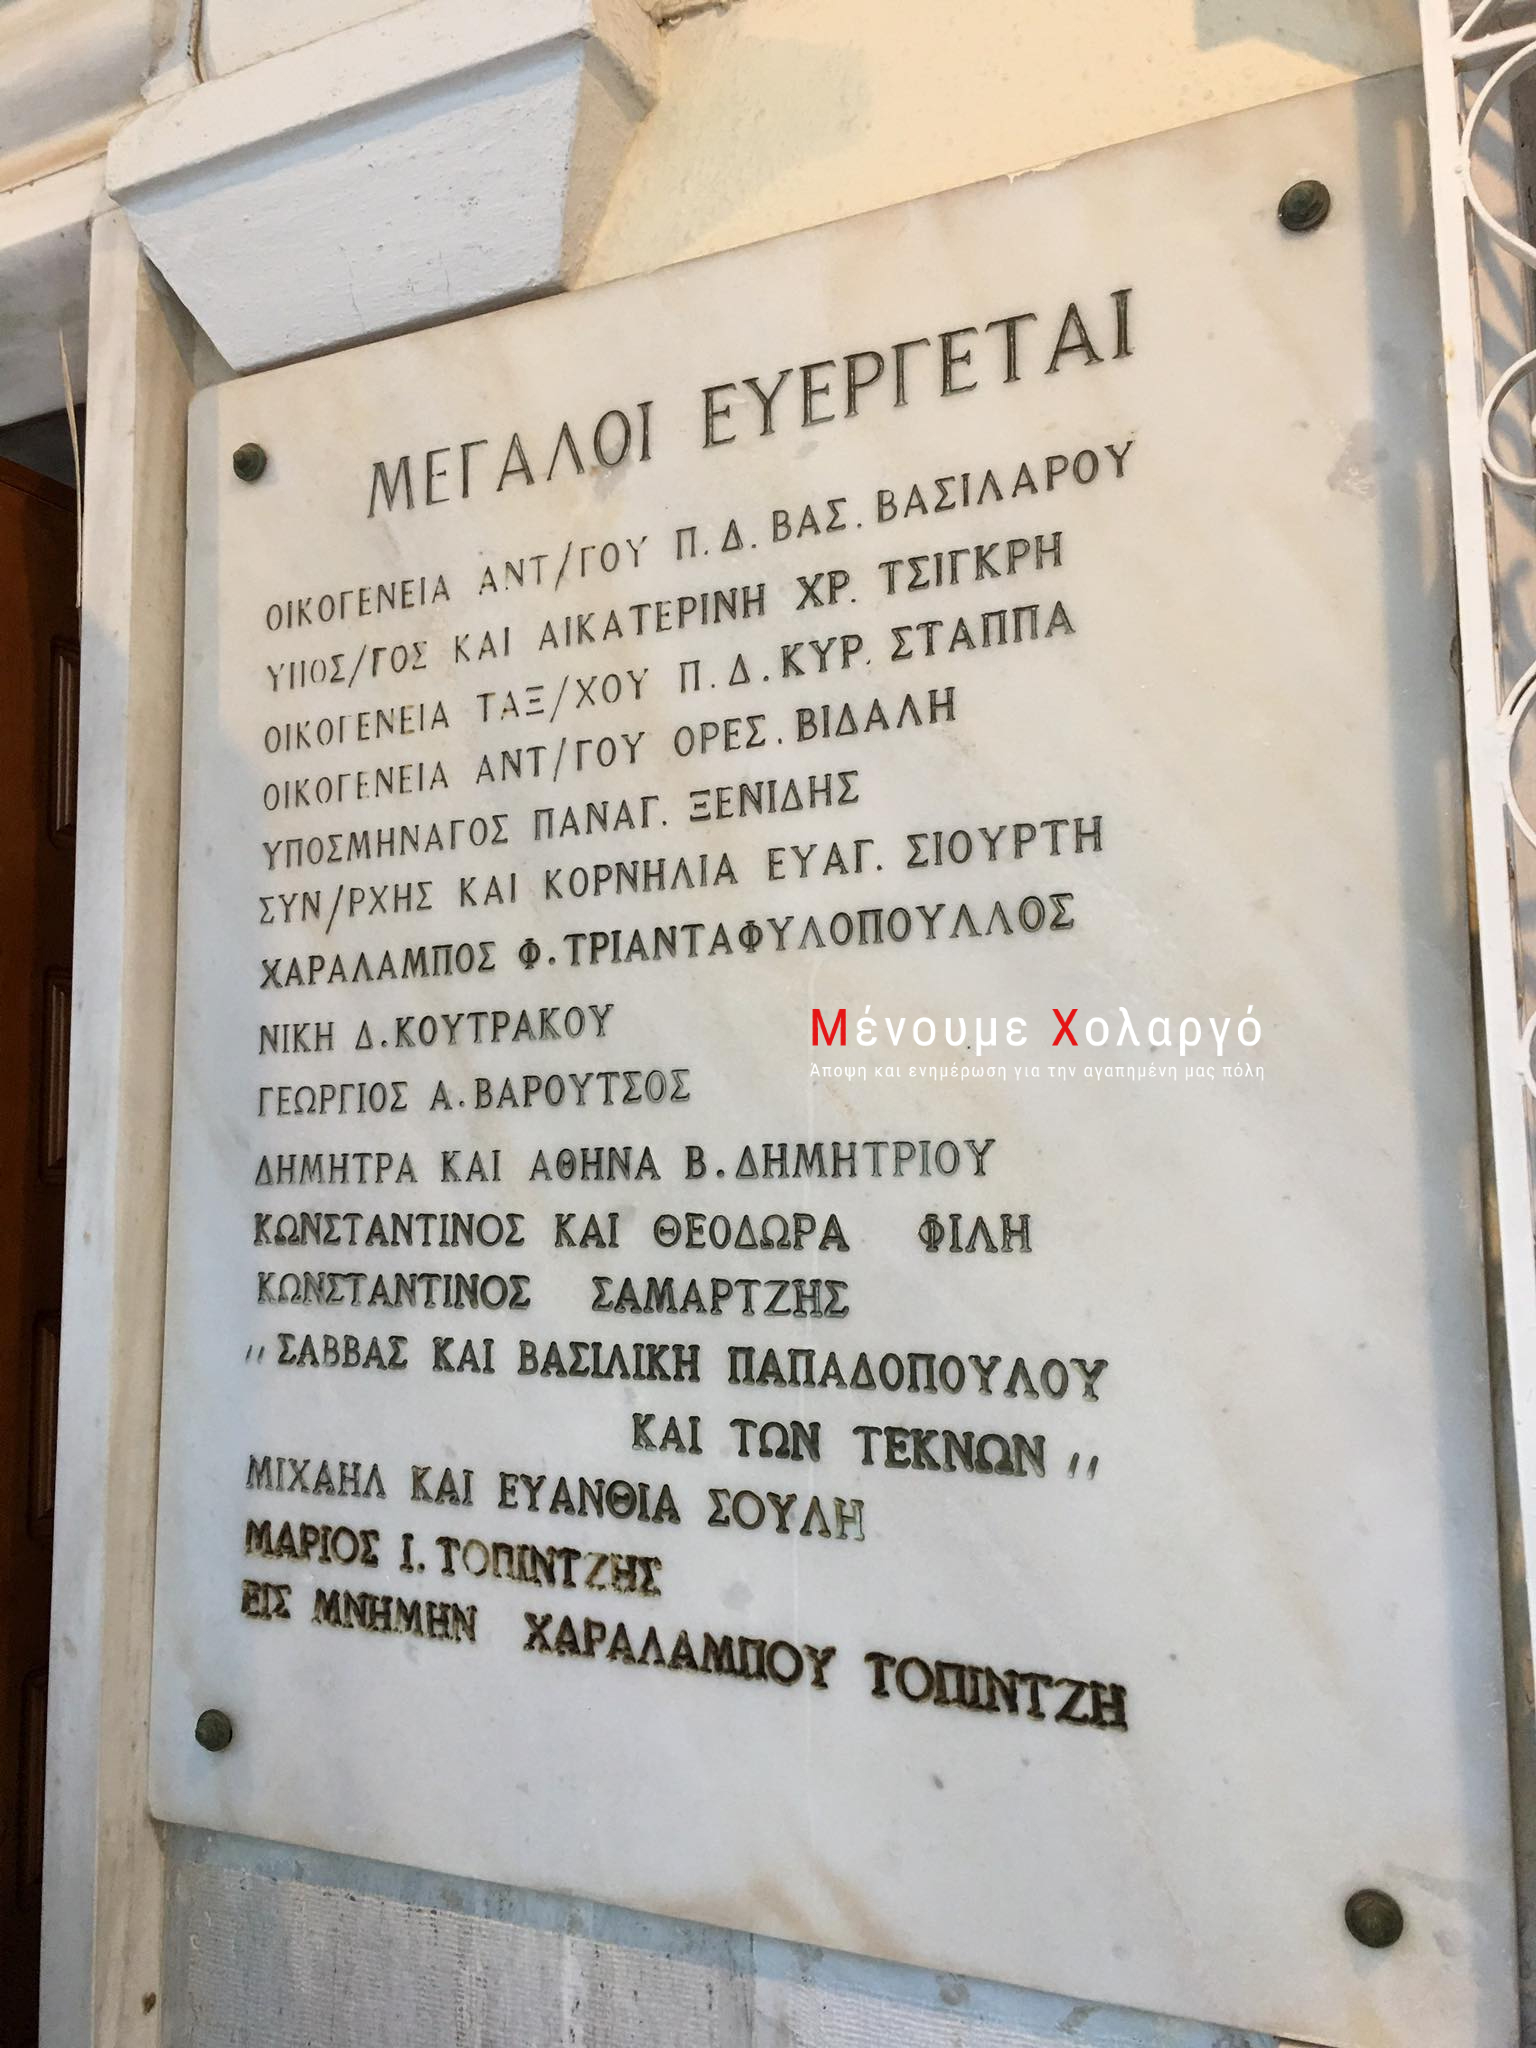 ΜΕΓΑΛΟΙ ΕΥΕΡΓΕΤΑΙ
ΟΙΚΟΓΕΝΕΙΑ ΑΝΤ/ΓΟΥ Π.Δ. ΒΑΣ. ΒΑΣΙΛΑΡΟΥ
ΥΠΟΣ/ΓΟΣ ΚΑΙ ΑΙΚΑΤΕΡΙΝΗ ΧΡ. ΤΣΙΓΚΡΗ
ΟΙΚΟΓΕΝΕΙΑ ΤΑΞ/ΧΟΥ Π.Δ. ΚΥΡ. ΣΤΑΠΠΑ
ΟΙΚΟΓΕΝΕΙΑ ΑΝΤ/ΓΟΥ ΟΡΕΣ. ΒΙΔΑΛΗ
ΥΠΟΣΜΗΝΑΓΟΣ ΠΑΝΑΓ. ΞΕΝΙΔΗΣ
ΣΥΝ/ΡΧΗΣ ΚΑΙ ΚΟΡΝΗΛΙΑ ΕΥΑΓ. ΣΙΟΥΡΤΗ
ΧΑΡΑΛΑΜΠΟΣ Φ. ΤΡΙΑΝΤΑΦΥΛΟΠΟΥΛΛΟΣ
ΝΙΚΗ Δ. ΚΟΥΤΡΑΚΟΥ
Μένουμε Χολαργό
Άποψη και ενημέρωση για την αγαπημένη μας πόλη
ΓΕΩΡΓΙΟΣ Α. ΒΑΡΟΥΤΣΟΣ
ΔΗΜΗΤΡΑ ΚΑΙ ΑΘΗΝΑ Β. ΔΗΜΗΤΡΙΟΥ
ΚΩΝΣΤΑΝΤΙΝΟΣ ΚΑΙ ΘΕΟΔΩΡΑ ΦΙΛΗ
ΚΩΝΣΤΑΝΤΙΝΟΣ ΣΑΜΑΡΤΖΗΣ
"ΣΑΒΒΑΣ ΚΑΙ ΒΑΣΙΛΙΚΗ ΠΑΠΑΔΟΠΟΥΛΟΥ
ΚΑΙ ΤΩΝ ΤΕΚΝΩΝ"
ΜΙΧΑΗΛ ΚΑΙ ΕΥΑΝΘΙΑ ΣΟΥΛΗ
ΜΑΡΙΟΣ Ι. ΤΟΠΙΝΤΖΗΣ
ΕΙΣ ΜΝΗΜΗΝ ΧΑΡΑΛΑΜΠΟΥ ΤΟΠΙΝΤΖΗ